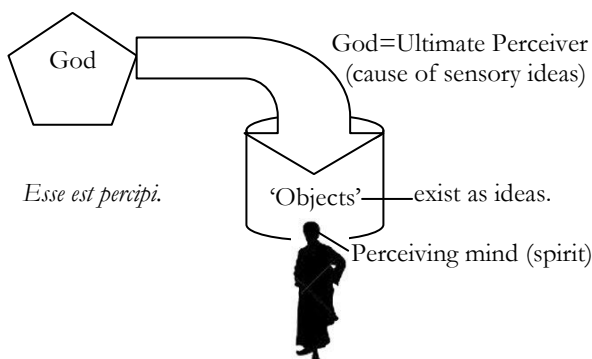 God
God=Ultimate Perceiver
(cause of sensory ideas)
Esse est percipi.
‘Objects’ exist as ideas.
Perceiving mind (spirit)